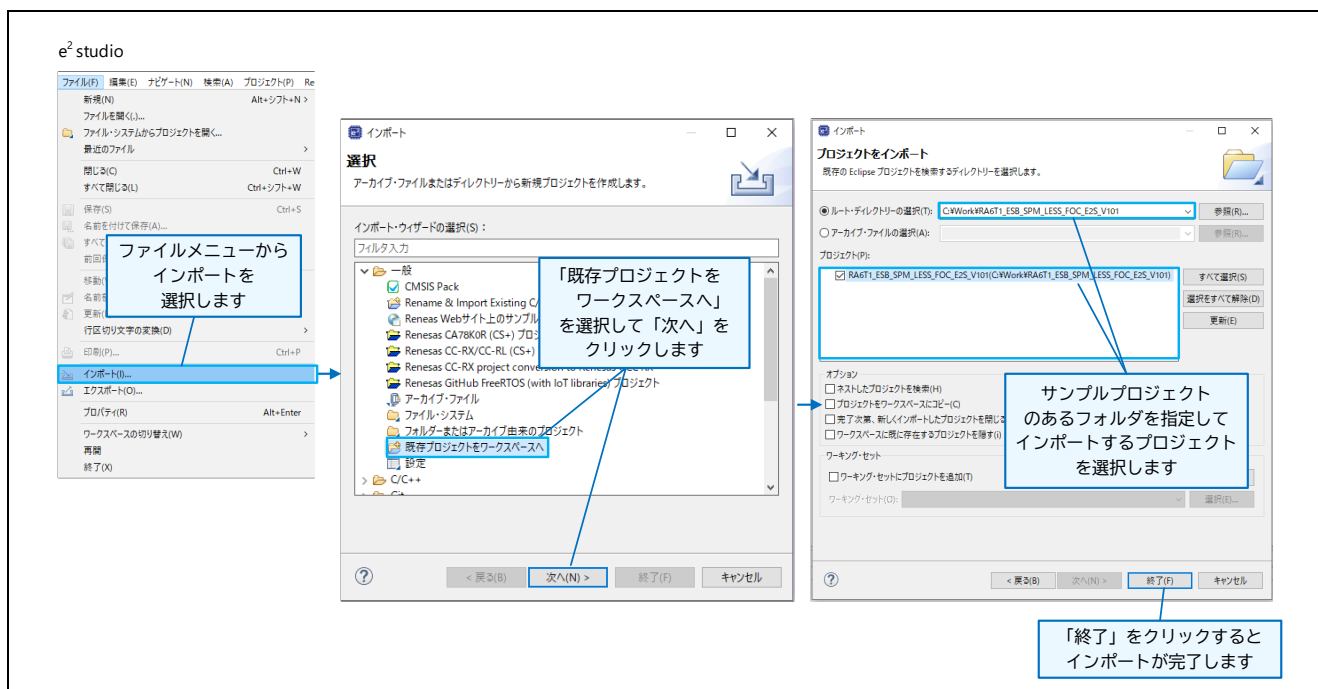 e² studio
ファイル(F) 編集(E) ナビゲート(N) 検索(A) プロジェクト(P) Re
新規(N) Alt+シフト+N >
ファイルを開く(.)...
ファイル・システムからプロジェクトを開く...
最近のファイル >
閉じる(C) Ctrl+W
すべて閉じる(L) Ctrl+シフト+W
保存(S) Ctrl+S
名前を付けて保存(A)...
すべて
前回
移動(
名前を
更新(
行区切り文字の変換(D) >
印刷(P)... Ctrl+P
インポート(I)...
エクスポート(O)...
プロパティ(R) Alt+Enter
ワークスペースの切り替え(W) >
再開
終了(X)
ファイルメニューから
インポートを
選択します
インポート
選択
アーカイブ・ファイルまたはディレクトリーから新規プロジェクトを作成します。
インポート・ウィザードの選択(S)：
フィルタ入力
一般
CMSIS Pack
Rename & Import Existing C/
Reneas Webサイト上のサンプル
Renesas CA78K0R (CS+) プロジ
Renesas CC-RX/CC-RL (CS+)
Renesas CC-RX project conversion to Renesas GCC RX
Renesas GitHub FreeRTOS (with IoT libraries) プロジェクト
アーカイブ・ファイル
ファイル・システム
フォルダーまたはアーカイブ由来のプロジェクト
既存プロジェクトをワークスペースへ
設定
> C/C++
> Git
< 戻る(B) 次へ(N) > 終了(F) キャンセル
「既存プロジェクトを
ワークスペースへ」
を選択して「次へ」を
クリックします
インポート
プロジェクトをインポート
既存の Eclipse プロジェクトを検索するディレクトリーを選択します。
ルート・ディレクトリーの選択(T): C:¥Work¥RA6T1_ESB_SPM_LESS_FOC_E2S_V101 参照(R)...
アーカイブ・ファイルの選択(A): 参照(R)...
プロジェクト(P):
RA6T1_ESB_SPM_LESS_FOC_E2S_V101(C:¥Work¥RA6T1_ESB_SPM_LESS_FOC_E2S_V101) すべて選択(S)
選択をすべて解除(D)
更新(E)
オプション
ネストしたプロジェクトを検索(H)
プロジェクトをワークスペースにコピー(C)
完了次第、新しくインポートしたプロジェクトを閉じる
ワークスペースに既に存在するプロジェクトを隠す(i)
ワーキング・セット
ワーキング・セットにプロジェクトを追加(T)
ワーキング・セット(O): 選択(E)...
< 戻る(B) 次へ(N) > 終了(F) キャンセル
サンプルプロジェクト
のあるフォルダを指定して
インポートするプロジェクト
を選択します
「終了」をクリックすると
インポートが完了します